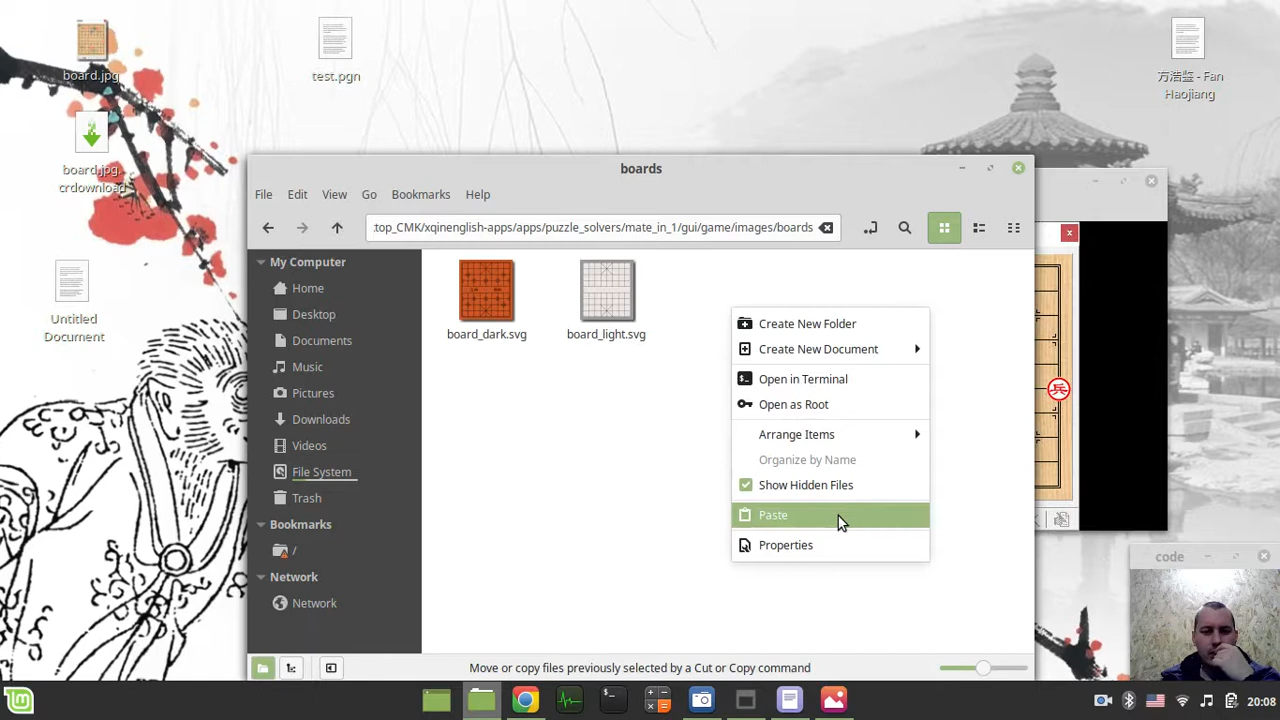 board.jpg
test.pgn
方浩鉴 - Fan
Haojiang
board.jpg.
crdownload
Untitled
Document
boards
File Edit View Go Bookmarks Help
:top_CMK/xqinenglish-apps/apps/puzzle_solvers/mate_in_1/gui/game/images/boards
My Computer
Home
Desktop
Documents
Music
Pictures
Downloads
Videos
File System
Trash
Bookmarks
/
Network
Network
board_dark.svg
board_light.svg
Create New Folder
Create New Document
Open in Terminal
Open as Root
Arrange Items
Organize by Name
Show Hidden Files
Paste
Properties
兵
code
Move or copy files previously selected by a Cut or Copy command
20:08